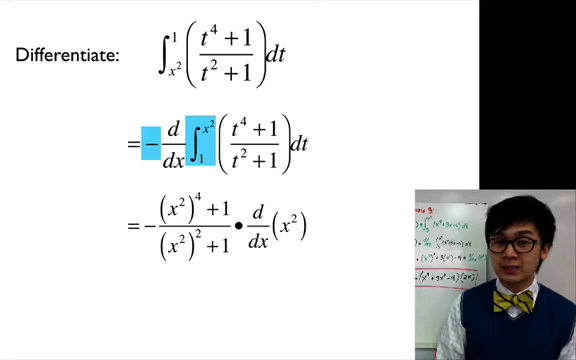 Differentiate: ∫_{x²}^{1} ( (t⁴ + 1) / (t² + 1) ) dt
= − d/dx ∫_{1}^{x²} ( (t⁴ + 1) / (t² + 1) ) dt
= − ( (x²)⁴ + 1 ) / ( (x²)² + 1 ) • d/dx (x²)